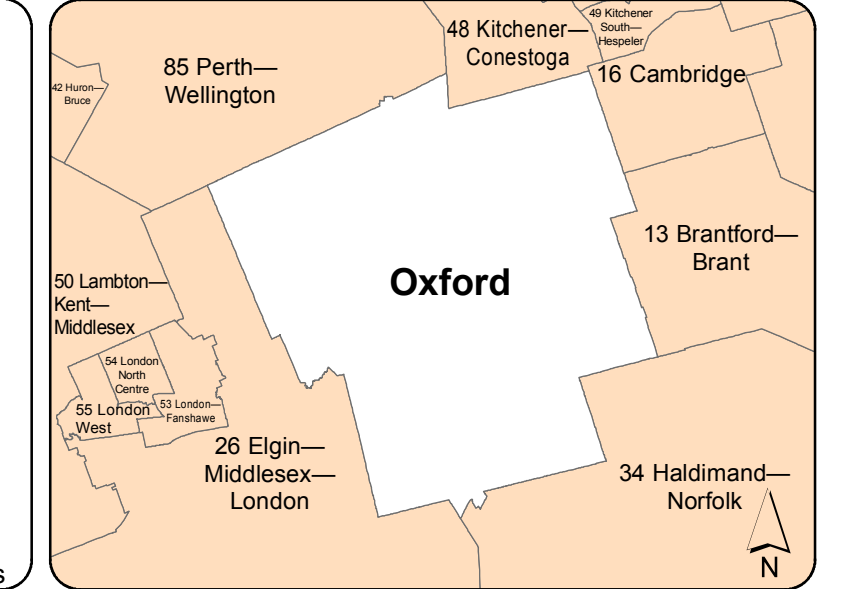 49 Kitchener
South—
Hespeler
48 Kitchener—
Conestoga
85 Perth—
Wellington
16 Cambridge
42 Huron—
Bruce
13 Brantford—
Brant
Oxford
50 Lambton—
Kent—
Middlesex
54 London
North
Centre
55 London
West
53 London—
Fanshawe
26 Elgin—
Middlesex—
London
34 Haldimand—
Norfolk
N
s